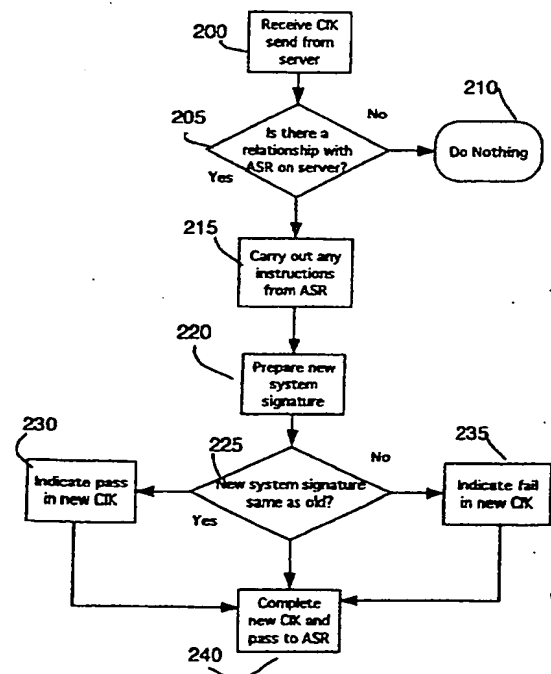 200
Receive CIK
send from
server
205
Is there a
relationship with
ASR on server?
No
Yes
210
Do Nothing
215
Carry out any
instructions
from ASR
220
Prepare new
system
signature
225
New system signature
same as old?
Yes
No
230
Indicate pass
in new CIK
235
Indicate fail
in new CIK
Complete
new CIK and
pass to ASR
240